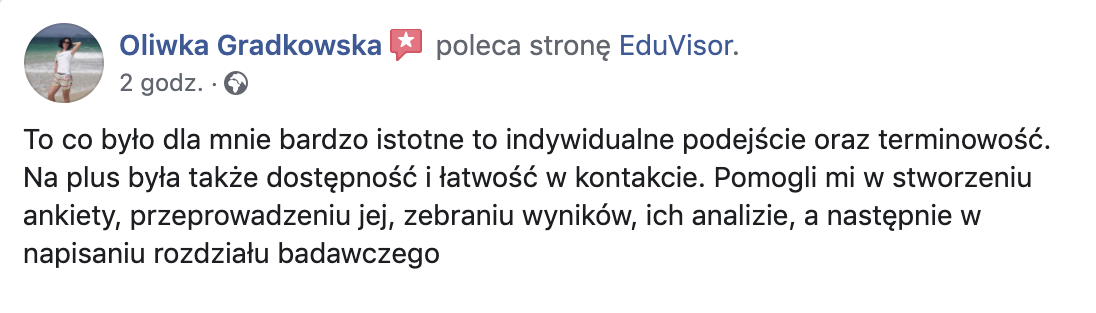 Oliwka Gradkowska poleca stronę EduVisor.
2 godz. ·
To co było dla mnie bardzo istotne to indywidualne podejście oraz terminowość.
Na plus była także dostępność i łatwość w kontakcie. Pomogli mi w stworzeniu
ankiety, przeprowadzeniu jej, zebraniu wyników, ich analizie, a następnie w
napisaniu rozdziału badawczego